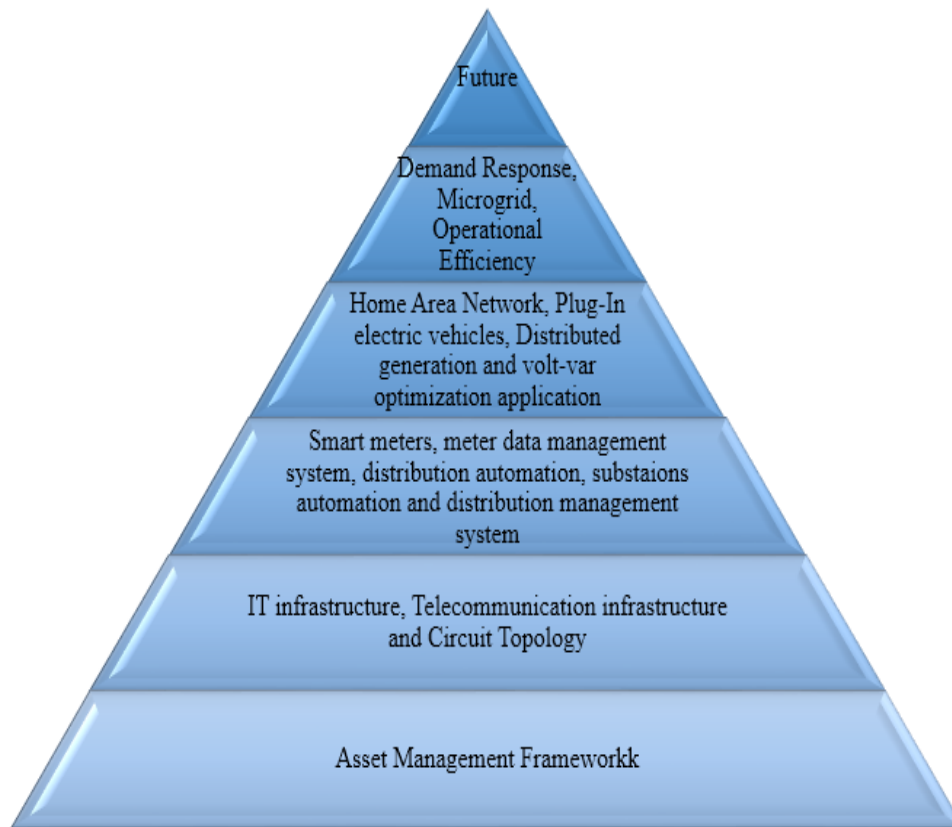 Future
Demand Response,
Microgrid,
Operational
Efficiency
Home Area Network, Plug-In
electric vehicles, Distributed
generation and volt-var
optimization application
Smart meters, meter data management
system, distribution automation, substaions
automation and distribution management
system
IT infrastructure, Telecommunication infrastructure
and Circuit Topology
Asset Management Frameworkk